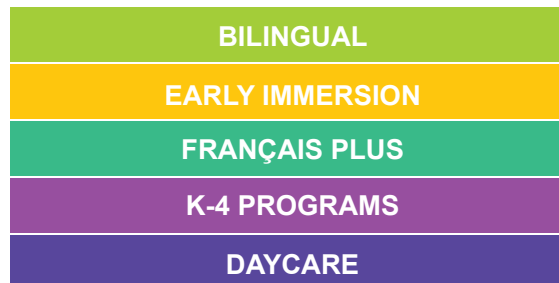 BILINGUAL
EARLY IMMERSION
FRANÇAIS PLUS
K-4 PROGRAMS
DAYCARE